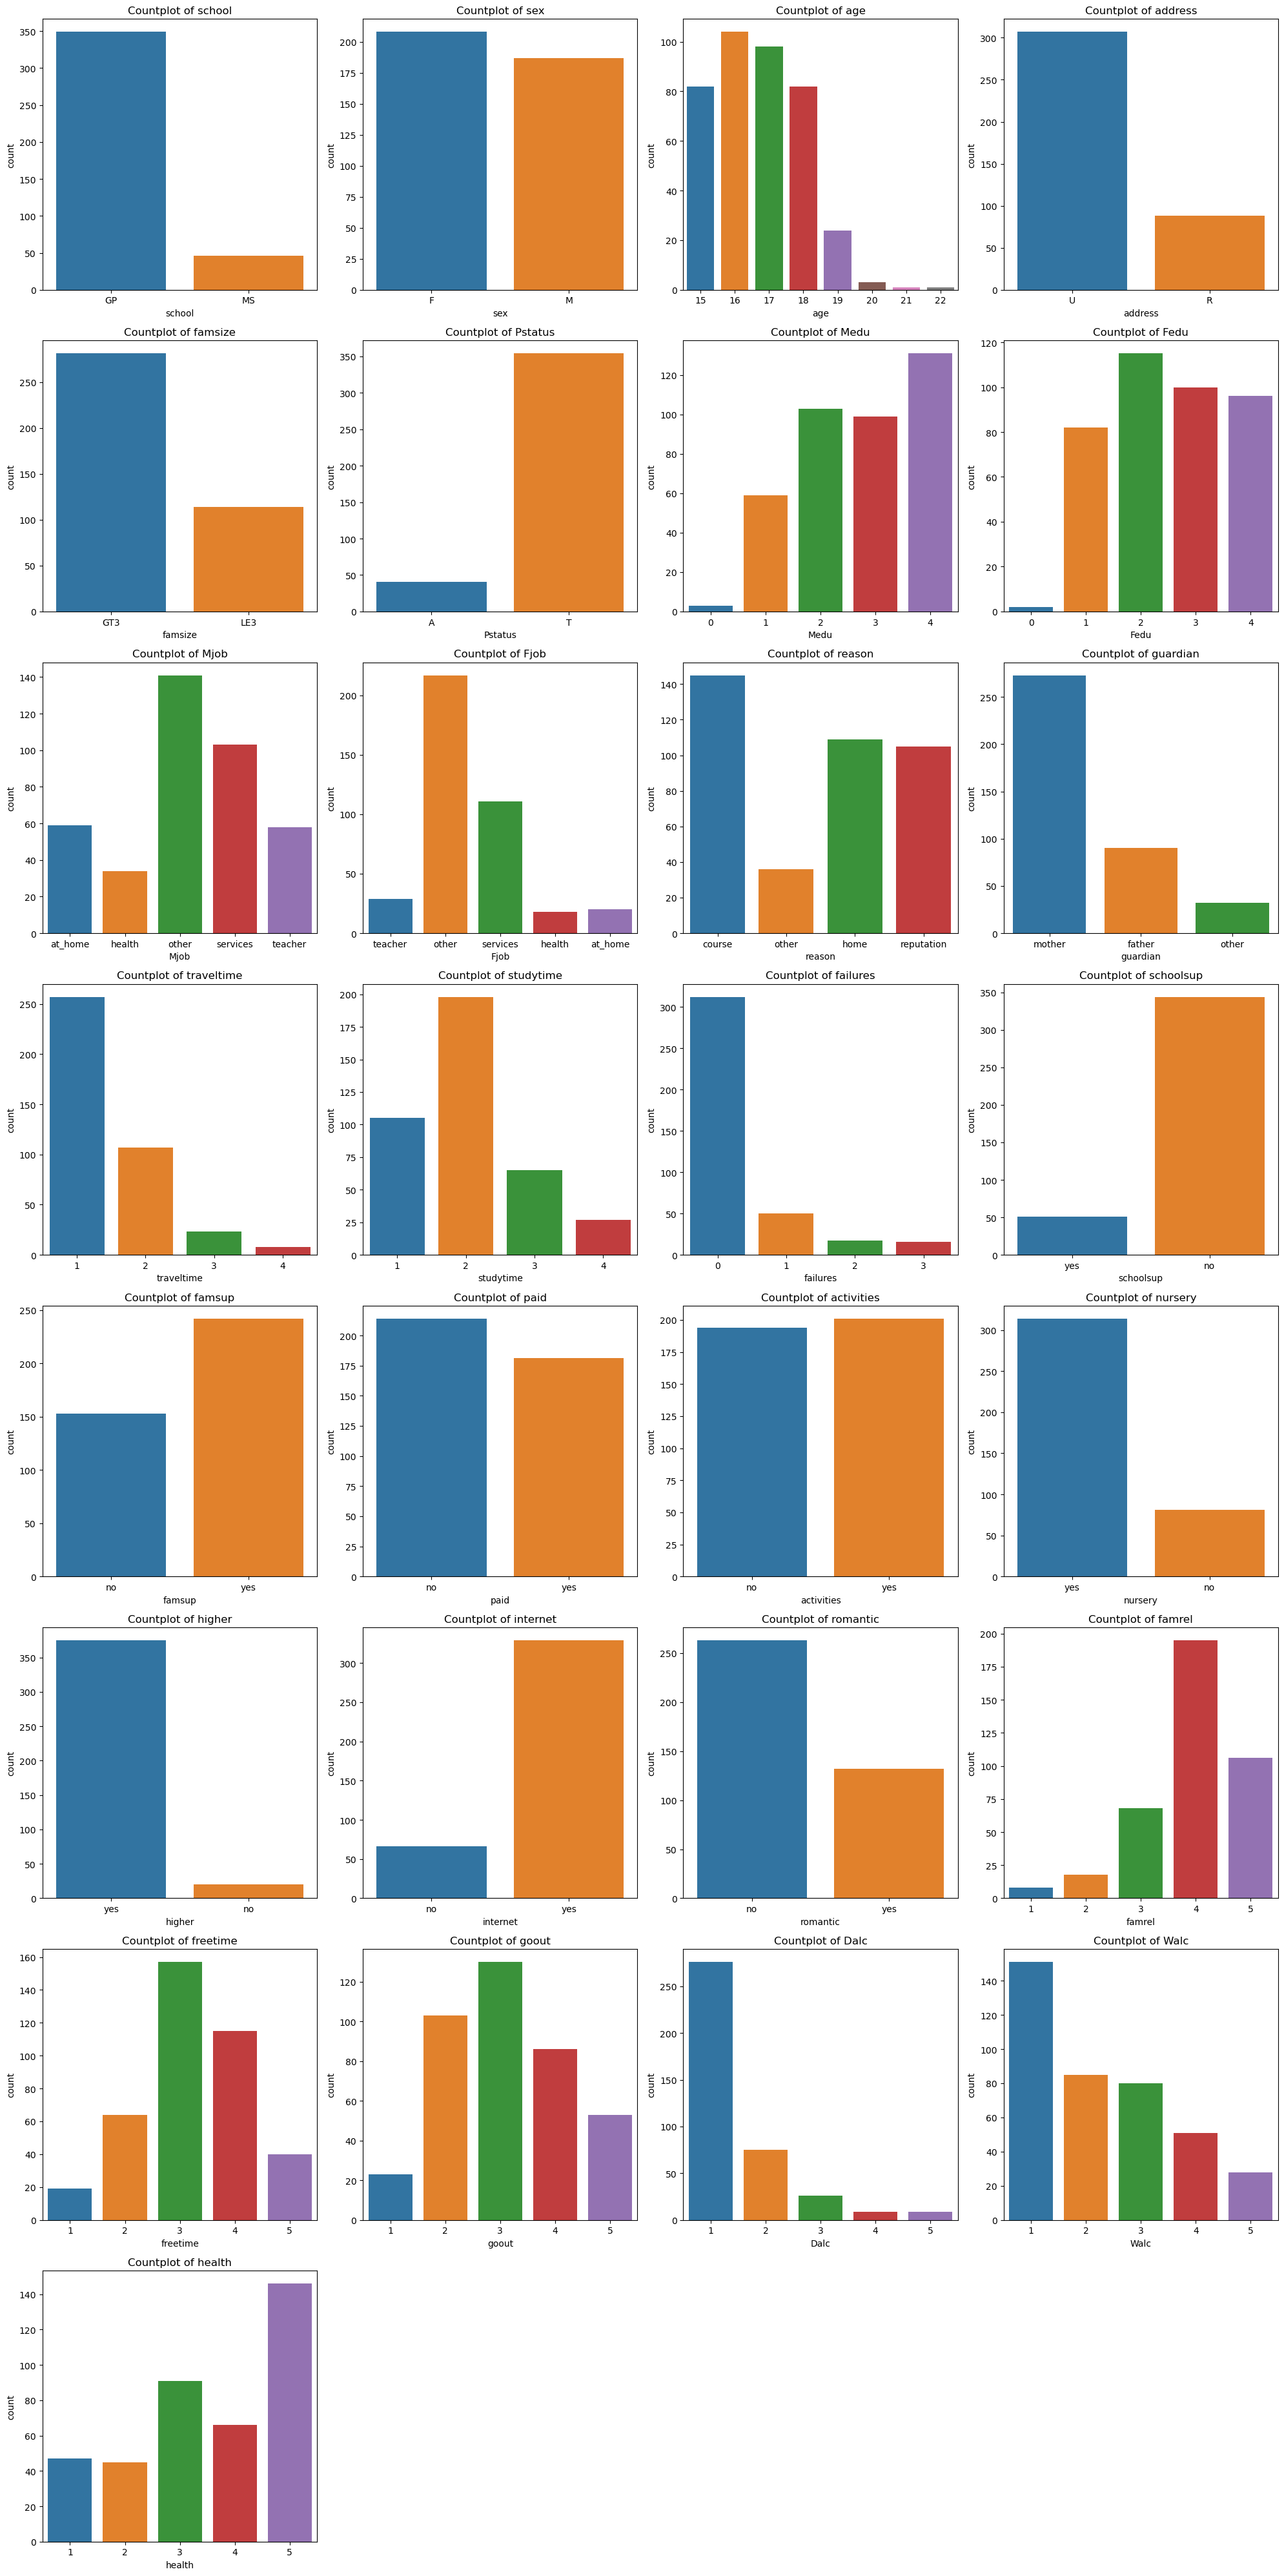 Countplot of school
Countplot of sex
Countplot of age
Countplot of address
350
300
250
200
150
100
50
0
count
GP MS
school
200
175
150
125
100
75
50
25
0
count
F M
sex
100
80
60
40
20
0
count
15 16 17 18 19 20 21 22
age
300
250
200
150
100
50
0
count
U R
address
Countplot of famsize
Countplot of Pstatus
Countplot of Medu
Countplot of Fedu
250
200
150
100
50
0
count
GT3 LE3
famsize
350
300
250
200
150
100
50
0
count
A T
Pstatus
120
100
80
60
40
20
0
count
0 1 2 3 4
Medu
120
100
80
60
40
20
0
count
0 1 2 3 4
Fedu
Countplot of Mjob
Countplot of Fjob
Countplot of reason
Countplot of guardian
140
120
100
80
60
40
20
0
count
at_home health other services teacher
Mjob
200
150
100
50
0
count
teacher other services health at_home
Fjob
140
120
100
80
60
40
20
0
count
course other home reputation
reason
250
200
150
100
50
0
count
mother father other
guardian
Countplot of traveltime
Countplot of studytime
Countplot of failures
Countplot of schoolsup
250
200
150
100
50
0
count
1 2 3 4
traveltime
200
175
150
125
100
75
50
25
0
count
1 2 3 4
studytime
300
250
200
150
100
50
0
count
0 1 2 3
failures
350
300
250
200
150
100
50
0
count
yes no
schoolsup
Countplot of famsup
Countplot of paid
Countplot of activities
Countplot of nursery
250
200
150
100
50
0
count
no yes
famsup
200
175
150
125
100
75
50
25
0
count
no yes
paid
200
175
150
125
100
75
50
25
0
count
no yes
activities
300
250
200
150
100
50
0
count
yes no
nursery
Countplot of higher
Countplot of internet
Countplot of romantic
Countplot of famrel
350
300
250
200
150
100
50
0
count
yes no
higher
300
250
200
150
100
50
0
count
no yes
internet
250
200
150
100
50
0
count
no yes
romantic
200
175
150
125
100
75
50
25
0
count
1 2 3 4 5
famrel
Countplot of freetime
Countplot of goout
Countplot of Dalc
Countplot of Walc
160
140
120
100
80
60
40
20
0
count
1 2 3 4 5
freetime
120
100
80
60
40
20
0
count
1 2 3 4 5
goout
250
200
150
100
50
0
count
1 2 3 4 5
Dalc
140
120
100
80
60
40
20
0
count
1 2 3 4 5
Walc
Countplot of health
140
120
100
80
60
40
20
0
count
1 2 3 4 5
health